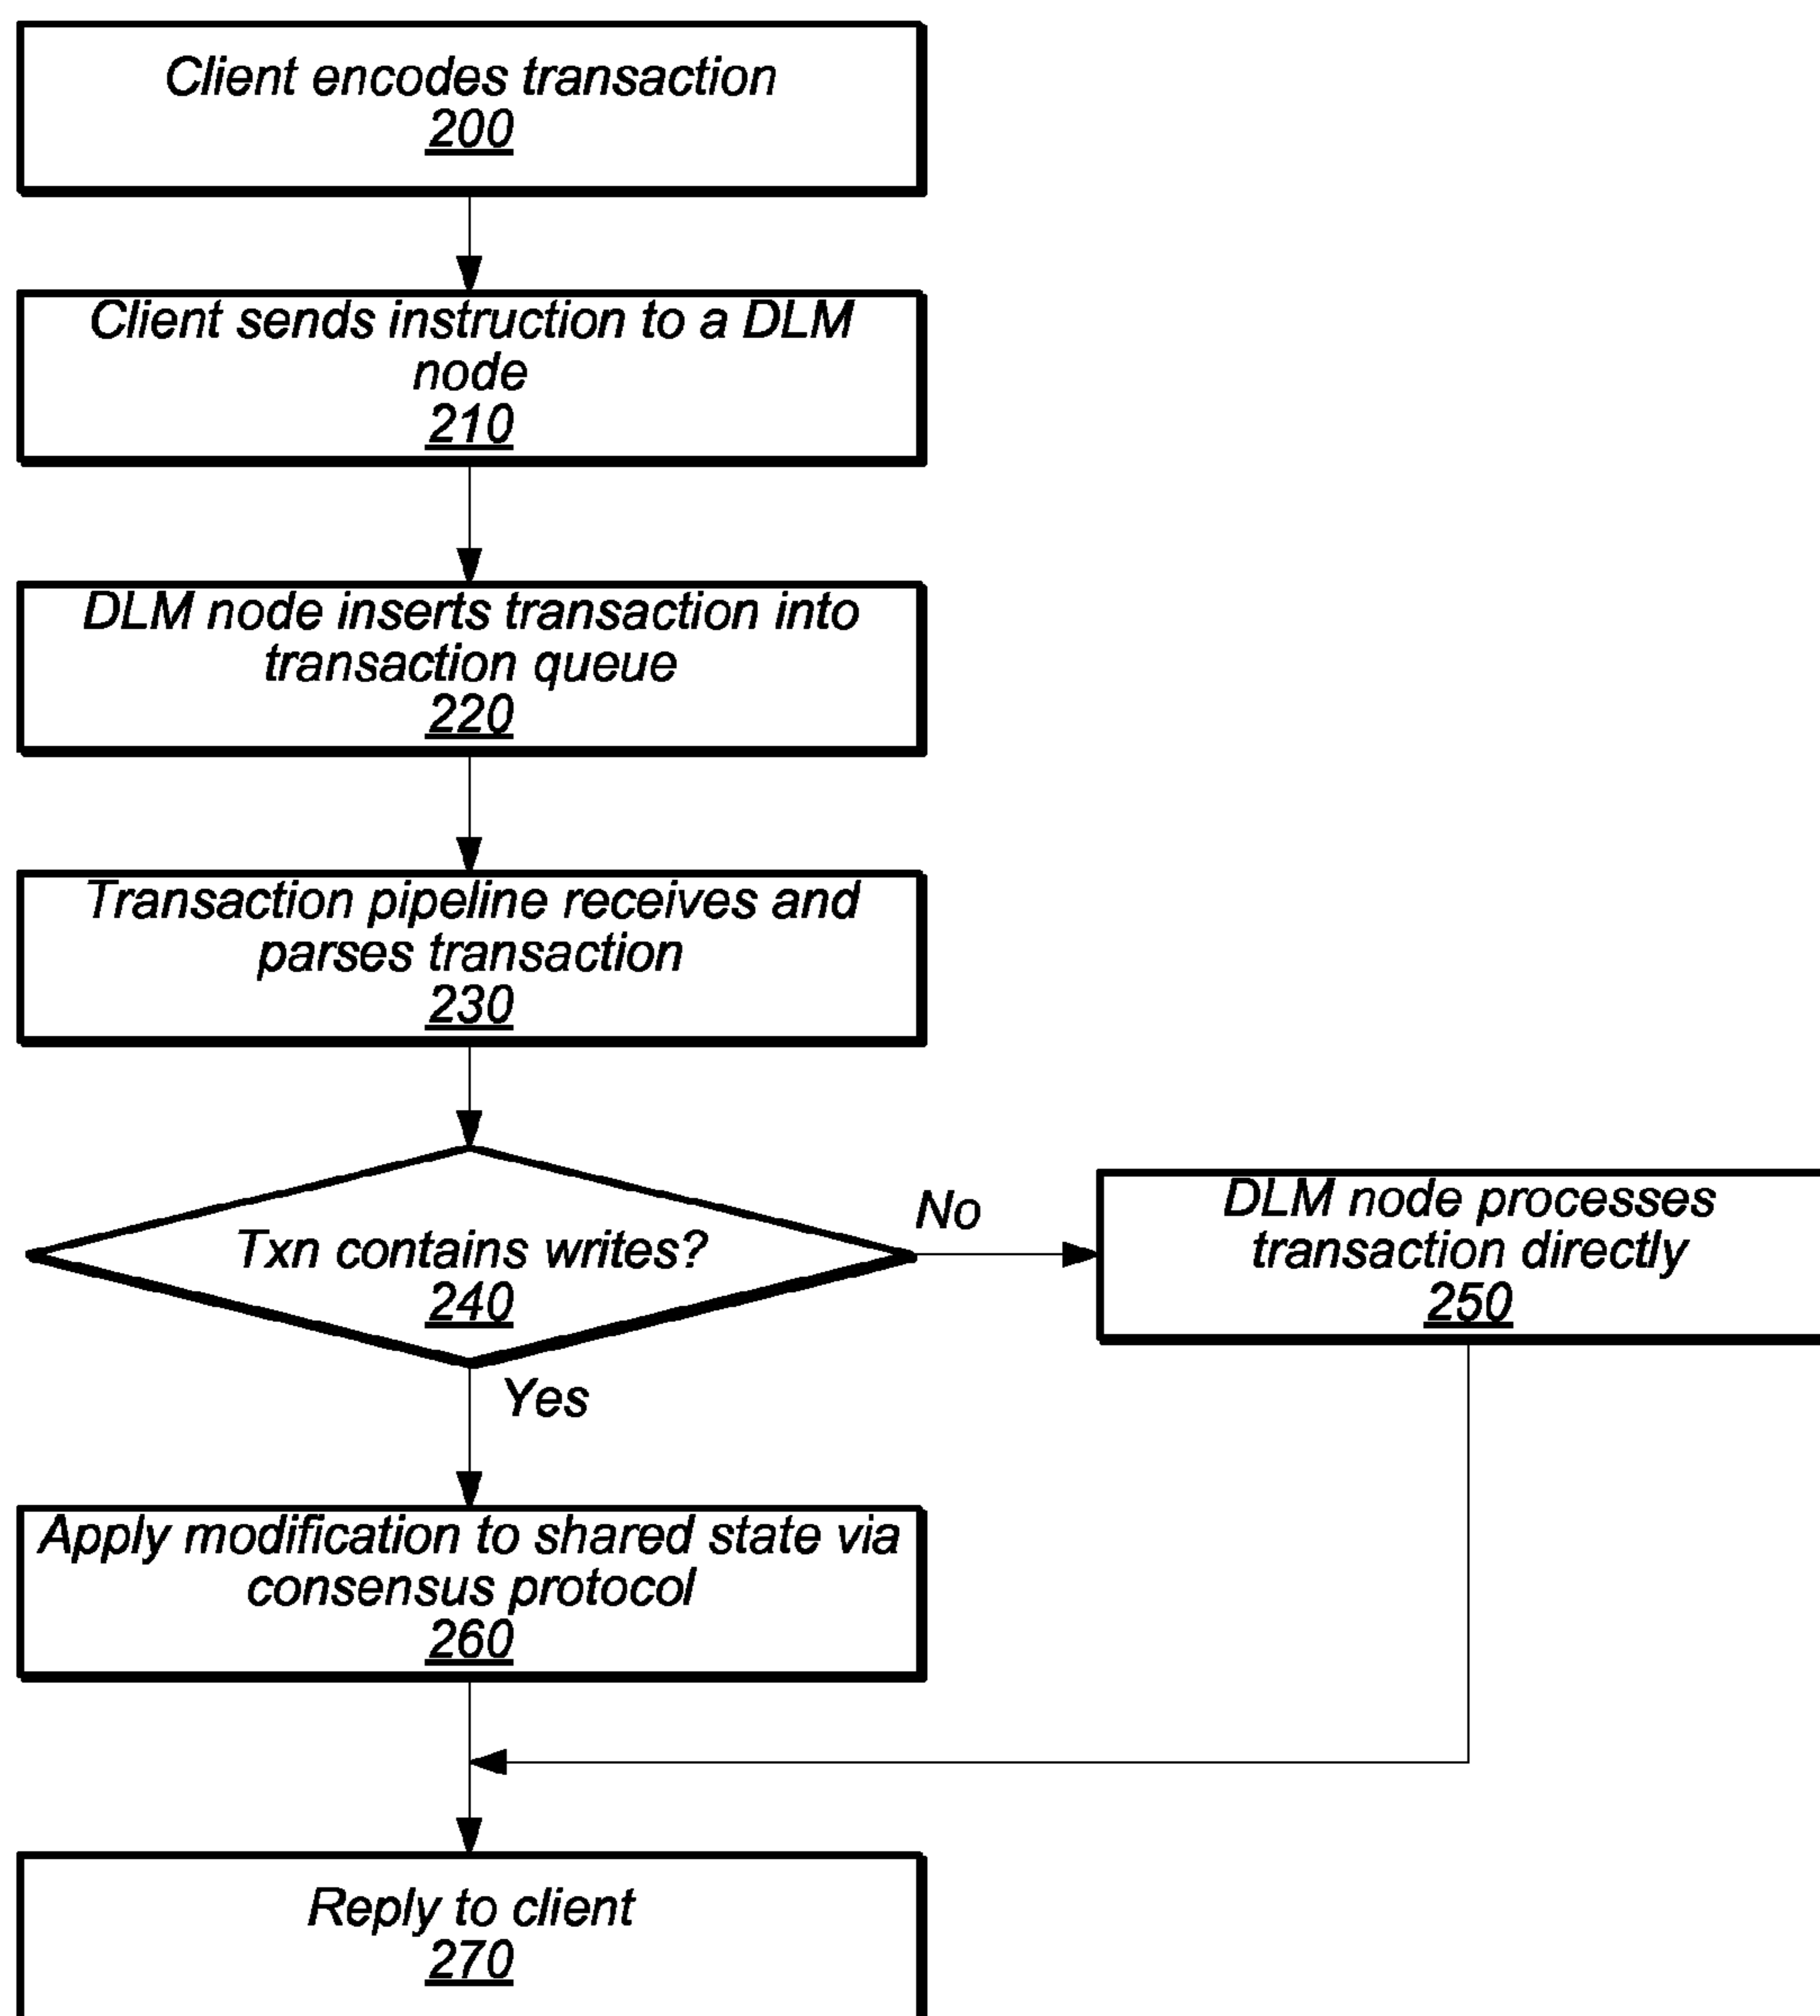 Client encodes transaction
200
Client sends instruction to a DLM
node
210
DLM node inserts transaction into
transaction queue
220
Transaction pipeline receives and
parses transaction
230
Txn contains writes?
240
No
DLM node processes
transaction directly
250
Yes
Apply modification to shared state via
consensus protocol
260
Reply to client
270